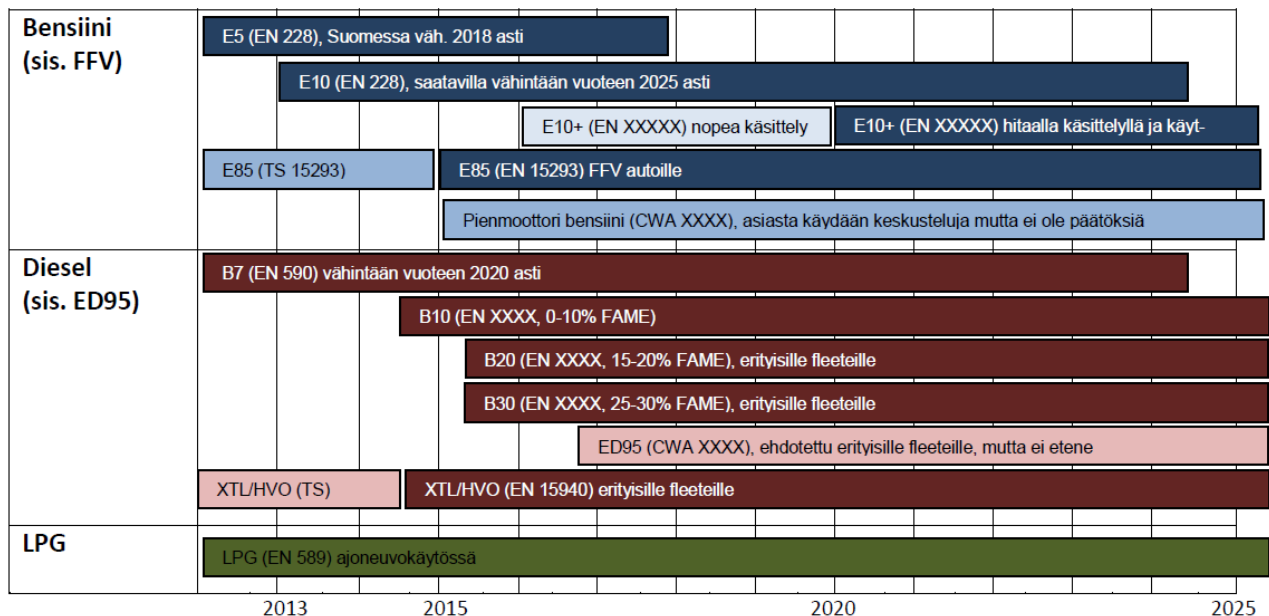 Bensiini
(sis. FFV)
E5 (EN 228), Suomessa väh. 2018 asti
E10 (EN 228), saatavilla vähintään vuoteen 2025 asti
E10+ (EN XXXXX) nopea käsittely
E10+ (EN XXXXX) hitaalla käsittelyllä ja käyt-
E85 (TS 15293)
E85 (EN 15293) FFV autoille
Pienmoottori bensiini (CWA XXXX), asiasta käydään keskusteluja mutta ei ole päätöksiä
Diesel
(sis. ED95)
B7 (EN 590) vähintään vuoteen 2020 asti
B10 (EN XXXX, 0-10% FAME)
B20 (EN XXXX, 15-20% FAME), erityisille fleeteille
B30 (EN XXXX, 25-30% FAME), erityisille fleeteille
ED95 (CWA XXXX), ehdotettu erityisille fleeteille, mutta ei etene
XTL/HVO (TS)
XTL/HVO (EN 15940) erityisille fleeteille
LPG
LPG (EN 589) ajoneuvokäytössä
2013
2015
2020
2025